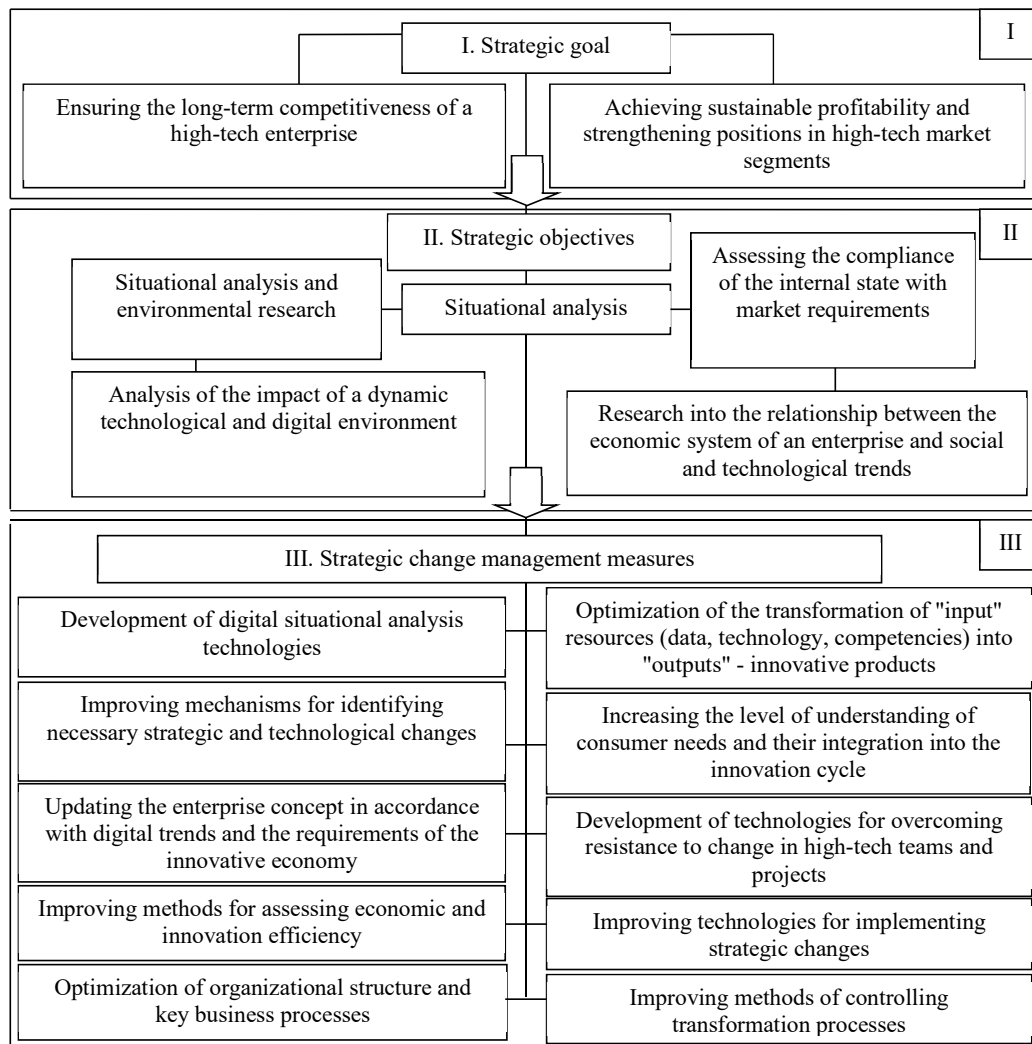 I
I. Strategic goal
Ensuring the long-term competitiveness of a
high-tech enterprise
Achieving sustainable profitability and
strengthening positions in high-tech market
segments
II
II. Strategic objectives
Situational analysis and
environmental research
Situational analysis
Assessing the compliance
of the internal state with
market requirements
Analysis of the impact of a dynamic
technological and digital environment
Research into the relationship between the
economic system of an enterprise and social
and technological trends
III
III. Strategic change management measures
Development of digital situational analysis
technologies
Optimization of the transformation of "input"
resources (data, technology, competencies) into
"outputs" - innovative products
Improving mechanisms for identifying
necessary strategic and technological changes
Increasing the level of understanding of
consumer needs and their integration into the
innovation cycle
Updating the enterprise concept in accordance
with digital trends and the requirements of the
innovative economy
Development of technologies for overcoming
resistance to change in high-tech teams and
projects
Improving methods for assessing economic and
innovation efficiency
Improving technologies for implementing
strategic changes
Optimization of organizational structure and
key business processes
Improving methods of controlling
transformation processes